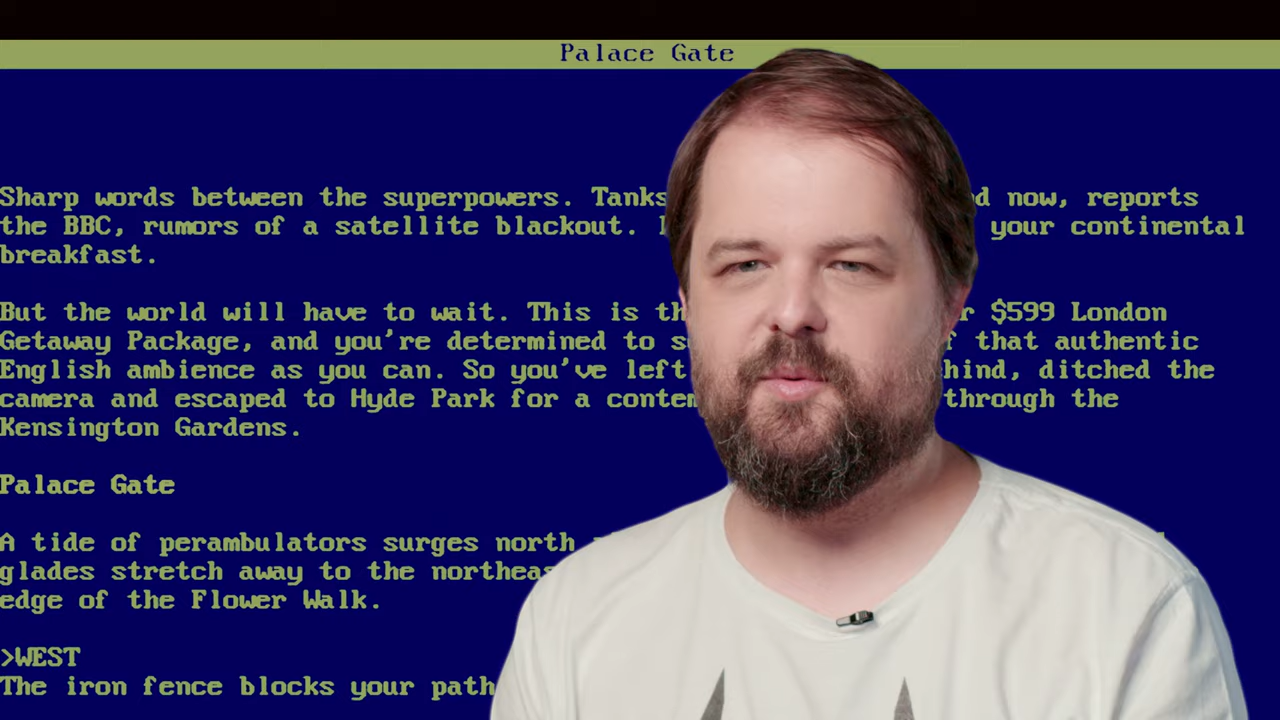 Palace Gate
Sharp words between the superpowers. Tanks now, reports
the BBC, rumors of a satellite blackout. your continental
breakfast.
But the world will have to wait. This is $599 London
Getaway Package, and you're determined to that authentic
English ambience as you can. So you've left ditched the
camera and escaped to Hyde Park for a through the
Kensington Gardens.
Palace Gate
A tide of perambulators surges north
glades stretch away to the
edge of the Flower Walk.
>WEST
The iron fence blocks your path